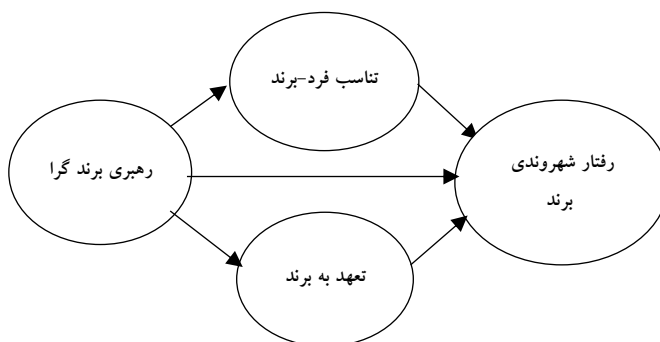 تناسب فرد-برند
رهبری برند گرا
رفتار شهروندی
برند
تعهد به برند